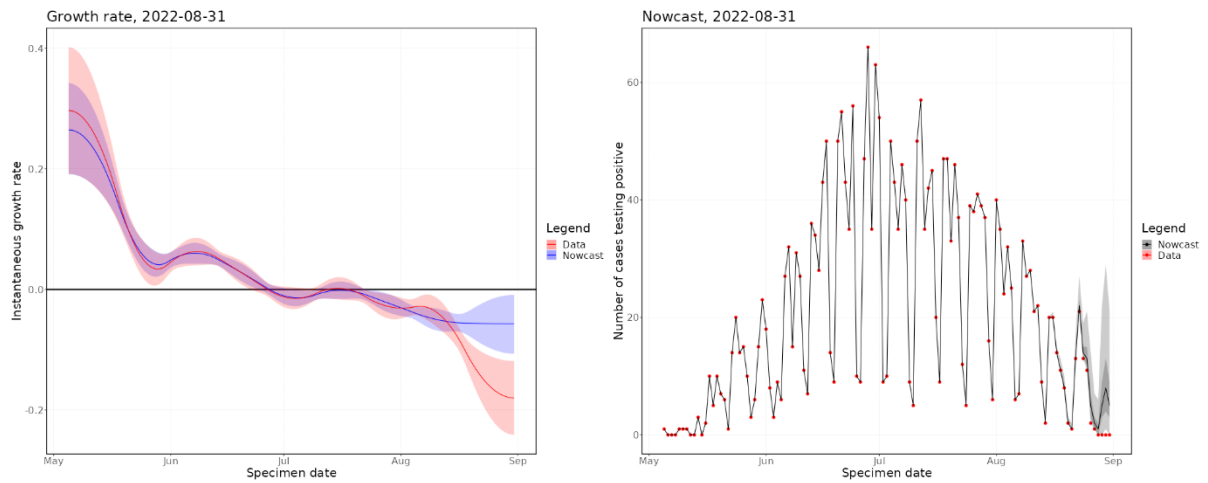 Growth rate, 2022-08-31
Instantaneous growth rate
0.4
0.2
0.0
-0.2
May
Jun
Jul
Aug
Sep
Specimen date
Legend
Data
Nowcast
Nowcast, 2022-08-31
Number of cases testing positive
60
40
20
0
May
Jun
Jul
Aug
Sep
Specimen date
Legend
Nowcast
Data